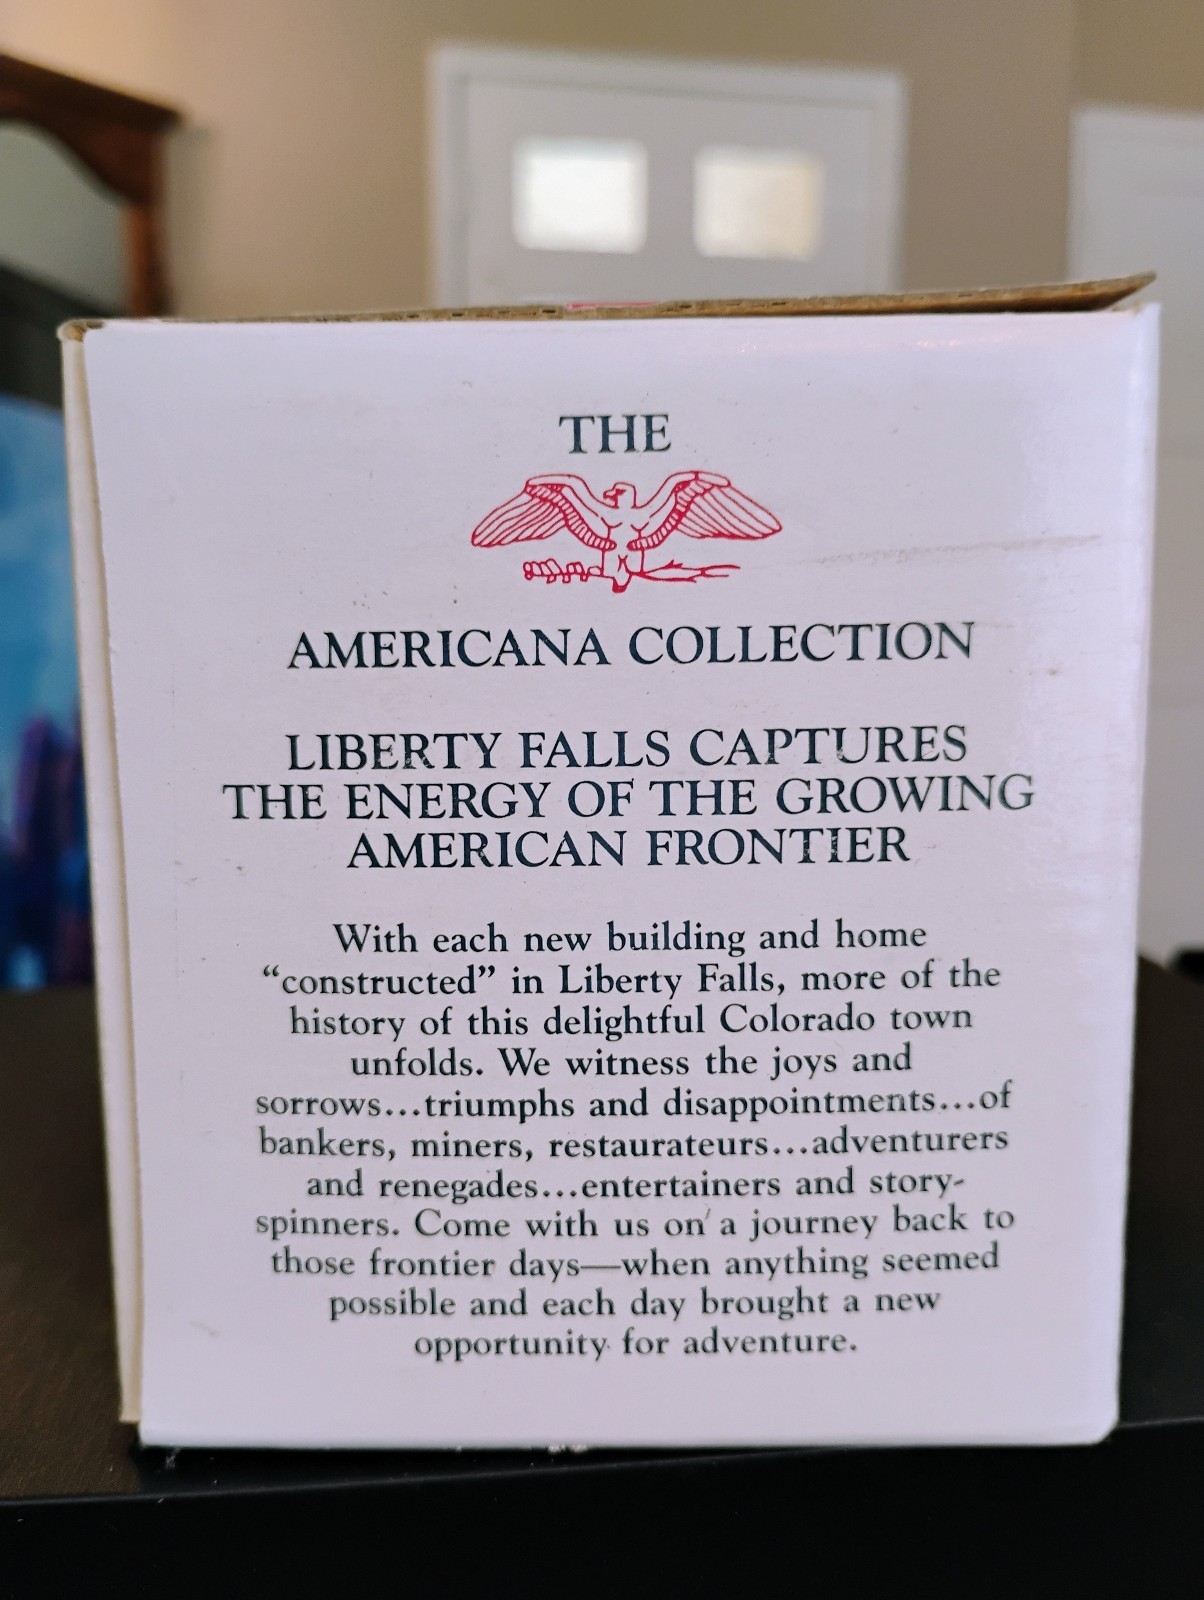 THE
AMERICANA COLLECTION
LIBERTY FALLS CAPTURES
THE ENERGY OF THE GROWING
AMERICAN FRONTIER
With each new building and home
“constructed” in Liberty Falls, more of the
history of this delightful Colorado town
unfolds. We witness the joys and
sorrows...triumphs and disappointments...of
bankers, miners, restaurateurs...adventurers
and renegades...entertainers and story-
spinners. Come with us on a journey back to
those frontier days—when anything seemed
possible and each day brought a new
opportunity for adventure.